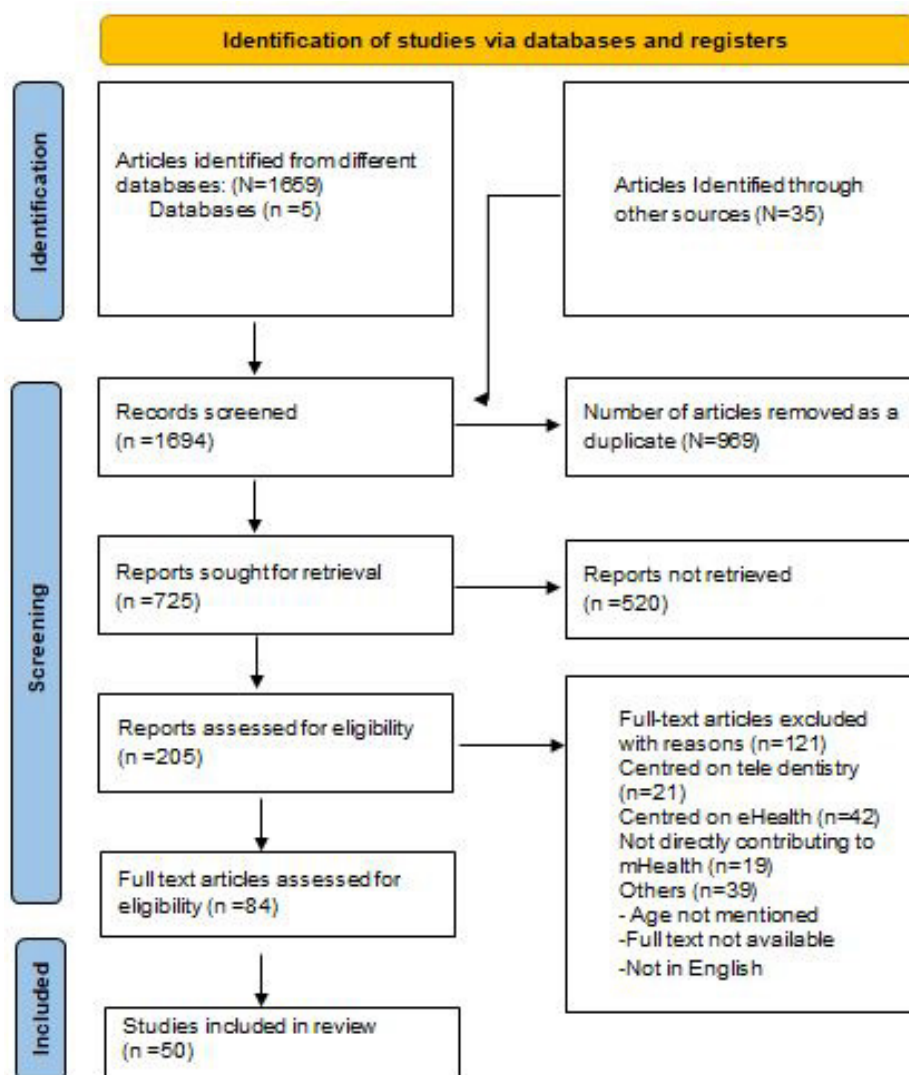 Identification of studies via databases and registers
Identification
Articles identified from different
databases: (N=1659)
Databases (n =5)
Articles Identified through
other sources (N=35)
Screening
Records screened
(n =1694)
Number of articles removed as a
duplicate (N=969)
Reports sought for retrieval
(n =725)
Reports not retrieved
(n =520)
Reports assessed for eligibility
(n =205)
Full-text articles excluded
with reasons (n=121)
Centred on tele dentistry
(n=21)
Centred on eHealth (n=42)
Not directly contributing to
mHealth (n=19)
Others (n=39)
- Age not mentioned
-Full text not available
-Not in English
Full text articles assessed for
eligibility (n =84)
Included
Studies included in review
(n =50)